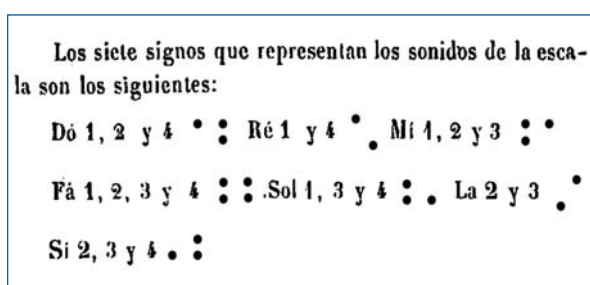 Los siete signos que representan los sonidos de la esca-
la son los siguientes:
Dó 1, 2 y 4 Ré 1 y 4 Mí 1, 2 y 3
Fá 1, 2, 3 y 4 .Sol 1, 3 y 4 La 2 y 3
Si 2, 3 y 4